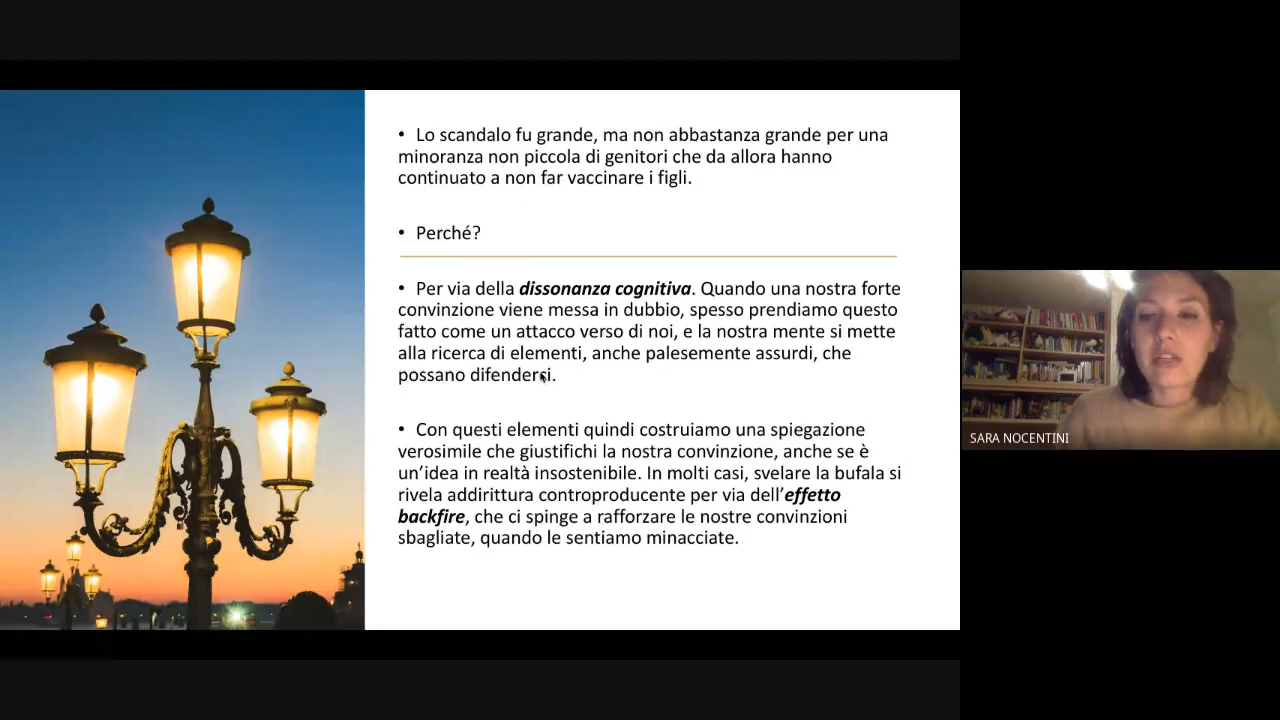 • Lo scandalo fu grande, ma non abbastanza grande per una
minoranza non piccola di genitori che da allora hanno
continuato a non far vaccinare i figli.
• Perché?
• Per via della dissonanza cognitiva. Quando una nostra forte
convinzione viene messa in dubbio, spesso prendiamo questo
fatto come un attacco verso di noi, e la nostra mente si mette
alla ricerca di elementi, anche palesemente assurdi, che
possano difenderci.
• Con questi elementi quindi costruiamo una spiegazione
verosimile che giustifichi la nostra convinzione, anche se è
un’idea in realtà insostenibile. In molti casi, svelare la bufala si
rivela addirittura controproducente per via dell’effetto
backfire, che ci spinge a rafforzare le nostre convinzioni
sbagliate, quando le sentiamo minacciate.
SARA NOCENTINI